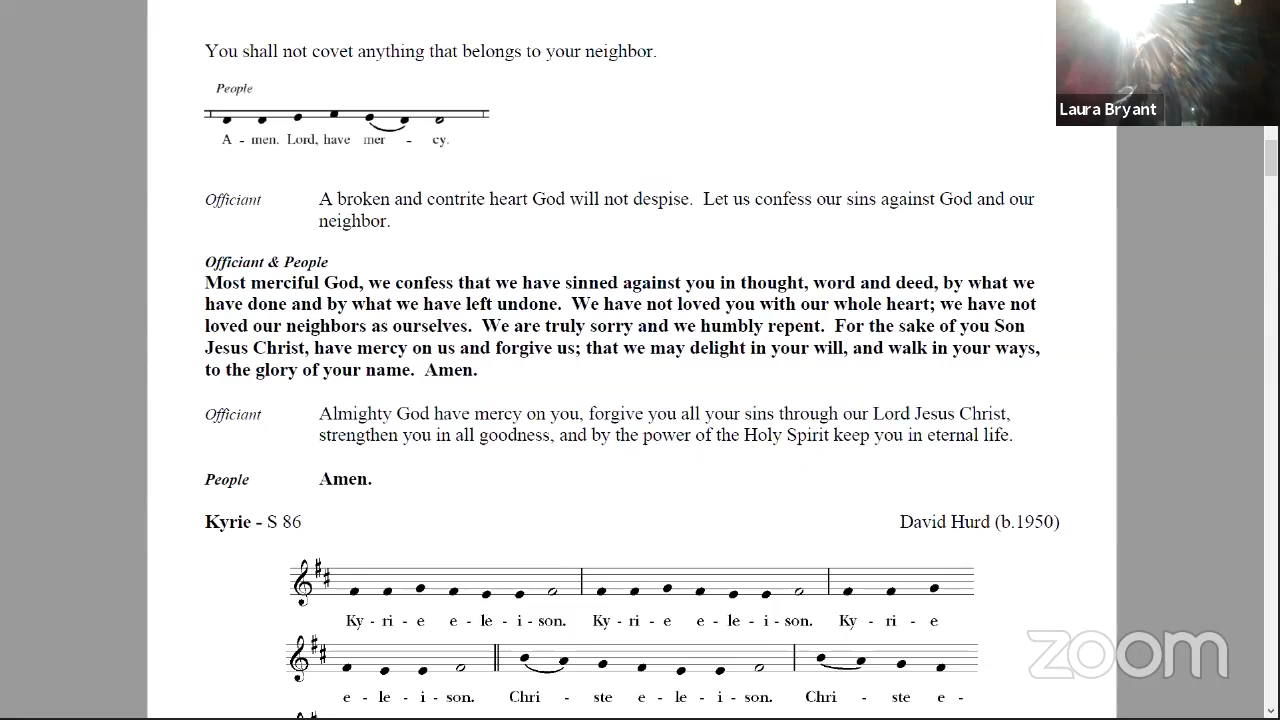 You shall not covet anything that belongs to your neighbor.
Laura Bryant
People
A - men. Lord, have mer - cy.
Officiant A broken and contrite heart God will not despise. Let us confess our sins against God and our
neighbor.
Officiant & People
Most merciful God, we confess that we have sinned against you in thought, word and deed, by what we
have done and by what we have left undone. We have not loved you with our whole heart; we have not
loved our neighbors as ourselves. We are truly sorry and we humbly repent. For the sake of you Son
Jesus Christ, have mercy on us and forgive us; that we may delight in your will, and walk in your ways,
to the glory of your name. Amen.
Officiant Almighty God have mercy on you, forgive you all your sins through our Lord Jesus Christ,
strengthen you in all goodness, and by the power of the Holy Spirit keep you in eternal life.
People Amen.
Kyrie - S 86 David Hurd (b.1950)
Ky - ri - e e - le - i - son. Ky - ri - e e - le - i - son. Ky - ri - e
e - le - i - son. Chri - ste e - le - i - son. Chri - ste e -
zoom